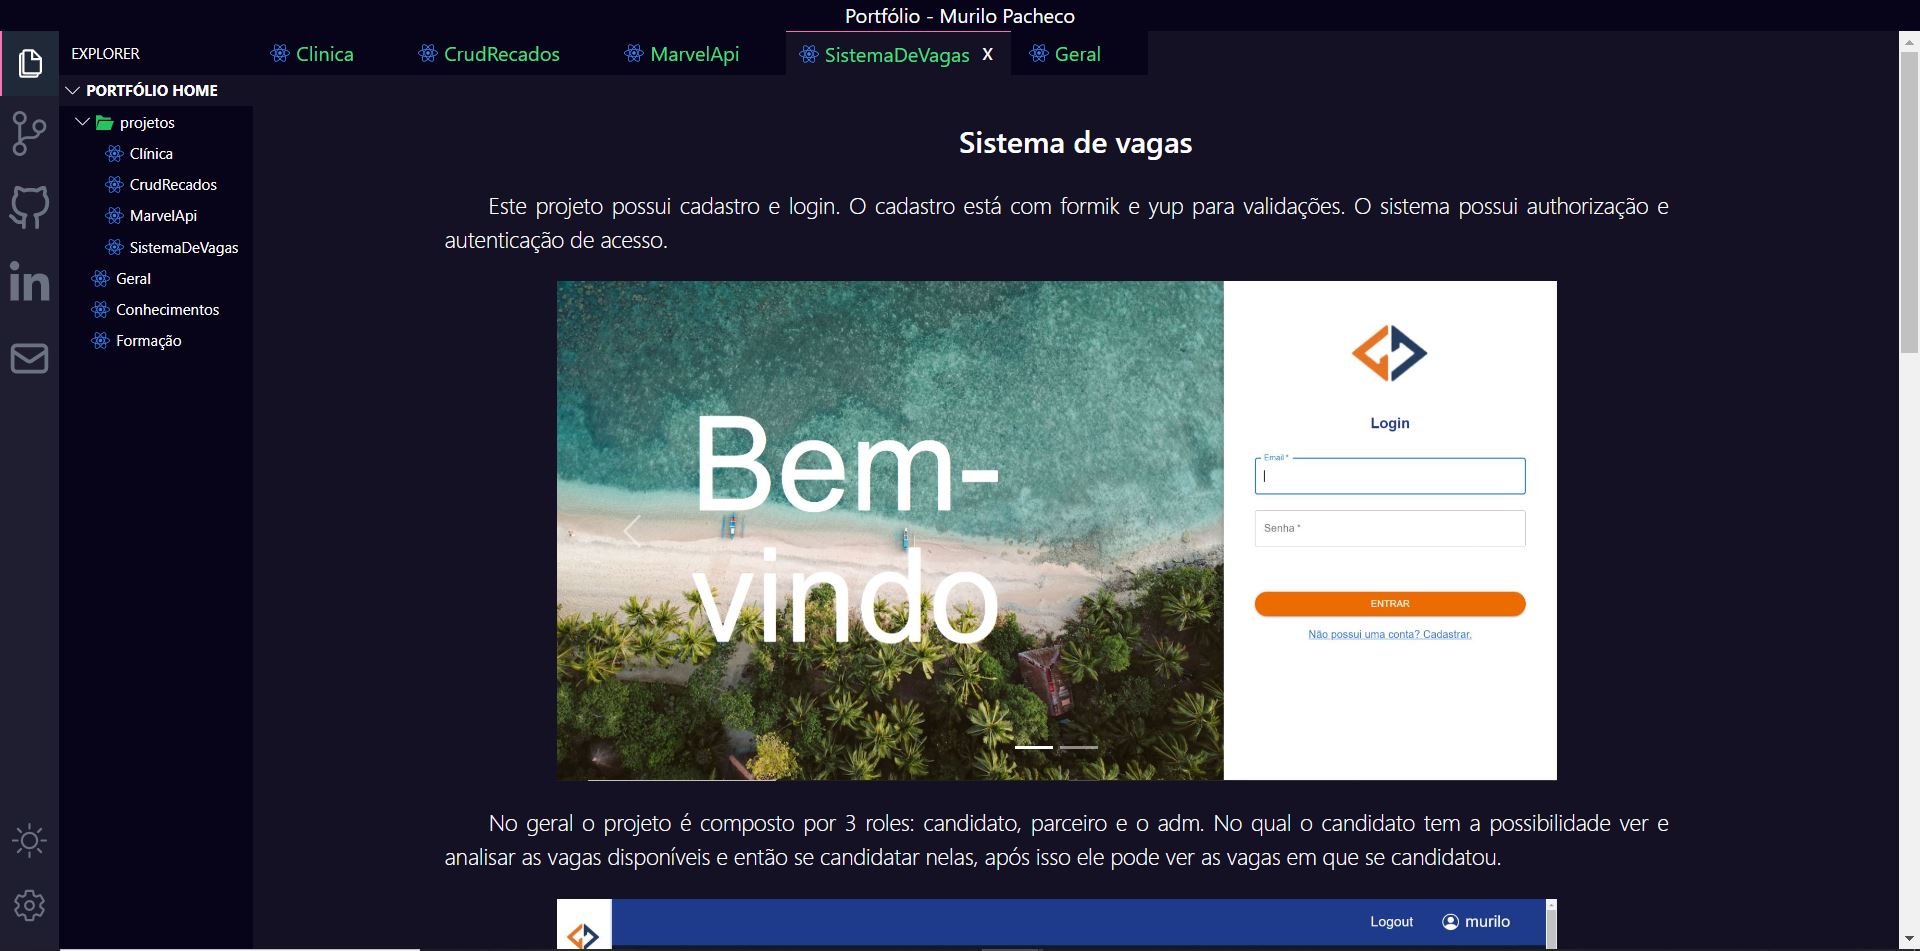 Portfólio - Murilo Pacheco
EXPLORER
Clinica
CrudRecados
MarvelApi
SistemaDeVagas X
Geral
PORTFÓLIO HOME
projetos
Clínica
CrudRecados
MarvelApi
SistemaDeVagas
Geral
Conhecimentos
Formação
Sistema de vagas
Este projeto possui cadastro e login. O cadastro está com formik e yup para validações. O sistema possui authorização e
autenticação de acesso.
Bem-
vindo
Login
Email *
Senha *
ENTRAR
Não possui uma conta? Cadastrar.
No geral o projeto é composto por 3 roles: candidato, parceiro e o adm. No qual o candidato tem a possibilidade ver e
analisar as vagas disponíveis e então se candidatar nelas, após isso ele pode ver as vagas em que se candidatou.
Logout murilo